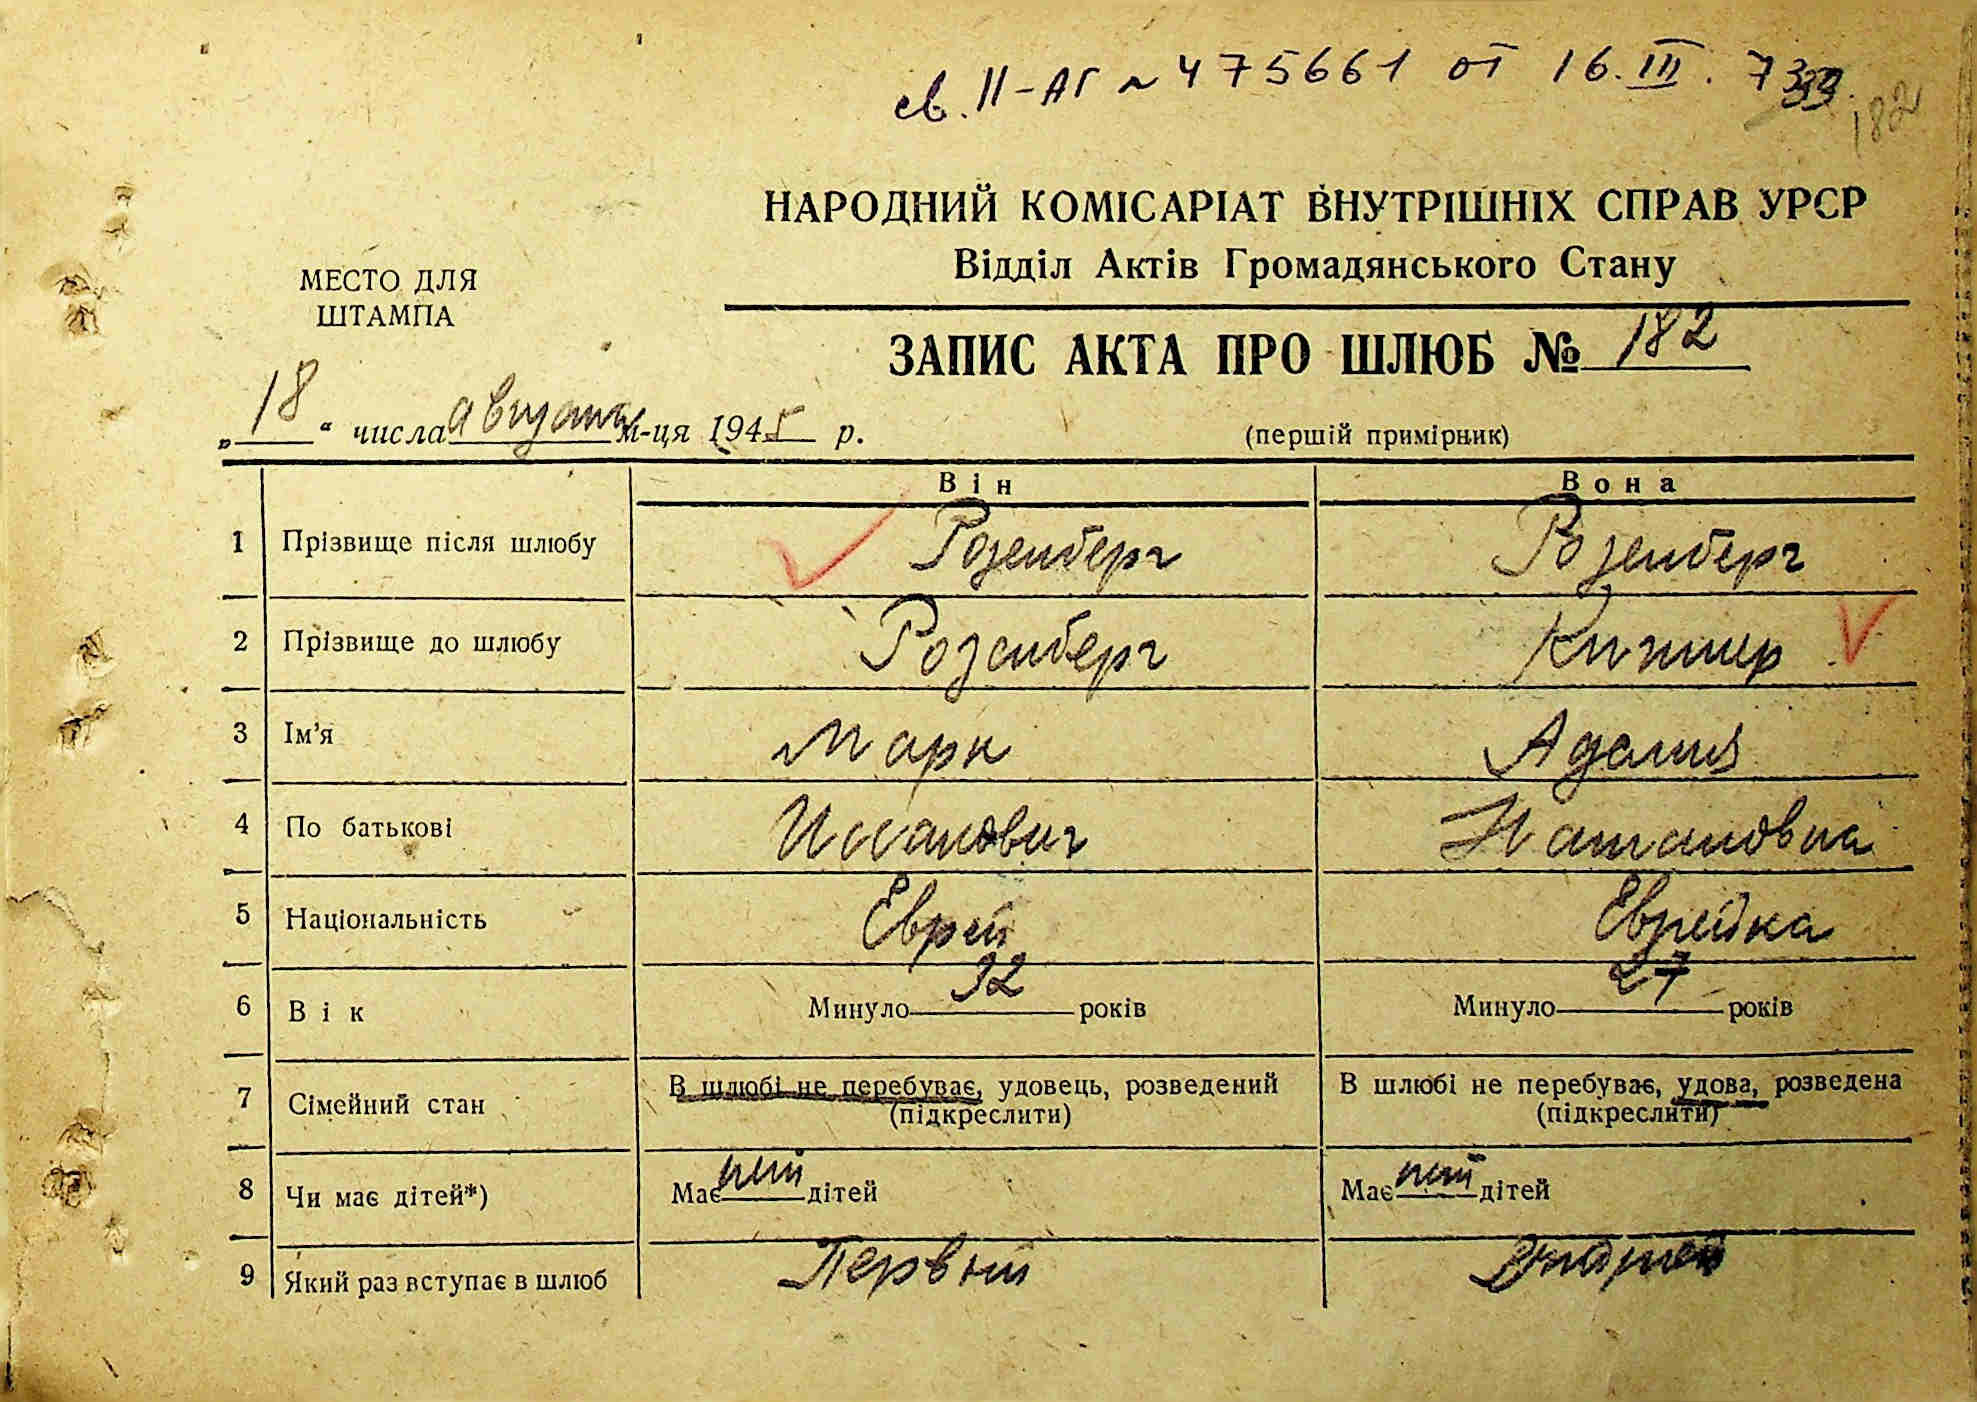 св. II-АГ № 475661 от 16.III.73
182
НАРОДНИЙ КОМІСАРІАТ ВНУТРІШНІХ СПРАВ УРСР
Відділ Актів Громадянського Стану
МЕСТО ДЛЯ
ШТАМПА
ЗАПИС АКТА ПРО ШЛЮБ № 182
„18“ числа августа м-ця 1945 р.
(перший примірник)
Він Вона
1 Прізвище після шлюбу Розенберг Розенберг
2 Прізвище до шлюбу Розенберг
3 Ім'я Марк Аделия
4 По батькові Исаакович Натановна
5 Національність Еврей Еврейка
6 Вік Минуло 32 років Минуло 27 років
7 Сімейний стан В шлюбі не перебуває, удовець, розведений В шлюбі не перебуває, удова, розведена
(підкреслити) (підкреслити)
8 Чи має дітей*) Має нет дітей Має нет дітей
9 Який раз вступає в шлюб Первый